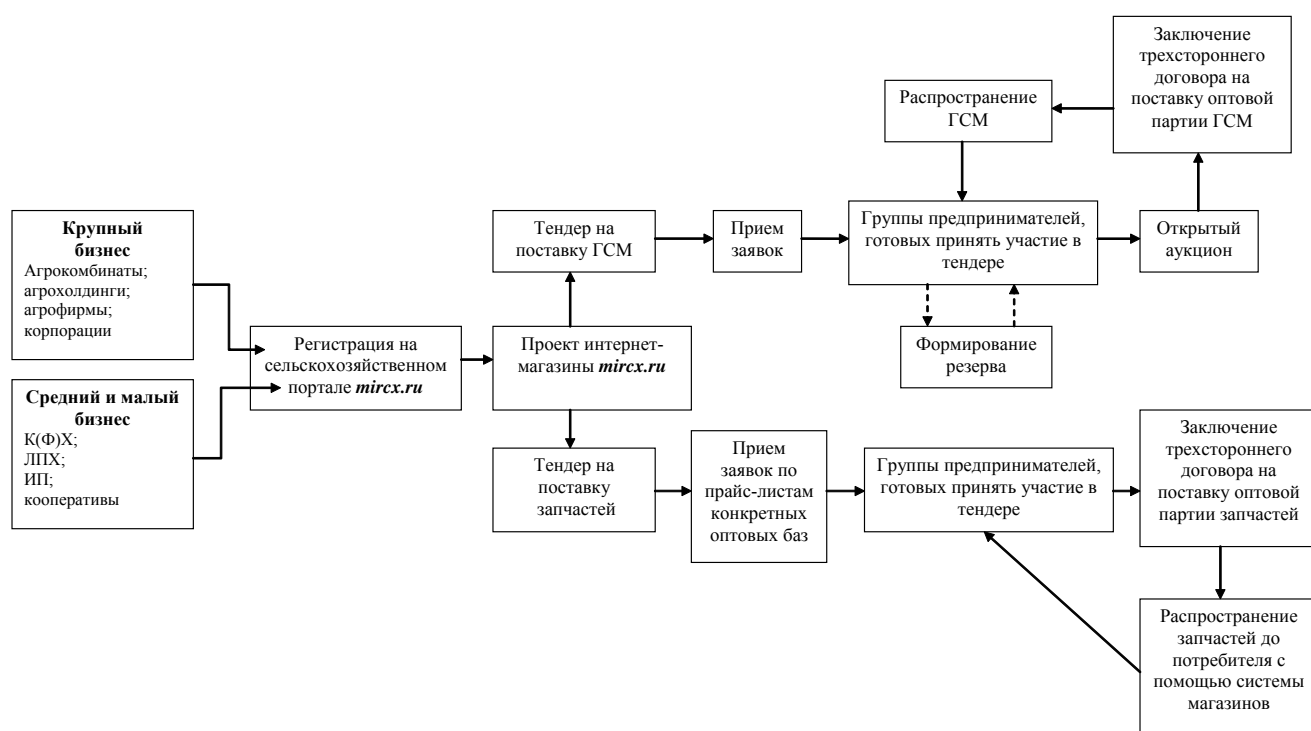 Крупный
бизнес
Агрокомбинаты;
агрохолдинги;
агрофирмы;
корпорации
Средний и малый
бизнес
К(Ф)Х;
ЛПХ;
ИП;
кооперативы
Регистрация на
сельскохозяйственном
портале mircx.ru
Проект интернет-
магазины mircx.ru
Тендер на
поставку ГСМ
Прием
заявок
Группы предпринимателей,
готовых принять участие в
тендере
Формирование
резерва
Открытый
аукцион
Заключение
трехстороннего
договора на
поставку оптовой
партии ГСМ
Распространение
ГСМ
Тендер на
поставку
запчастей
Прием
заявок по
прайс-листам
конкретных
оптовых баз
Группы предпринимателей,
готовых принять участие в
тендере
Заключение
трехстороннего
договора на
поставку оптовой
партии запчастей
Распространение
запчастей до
потребителя с
помощью системы
магазинов